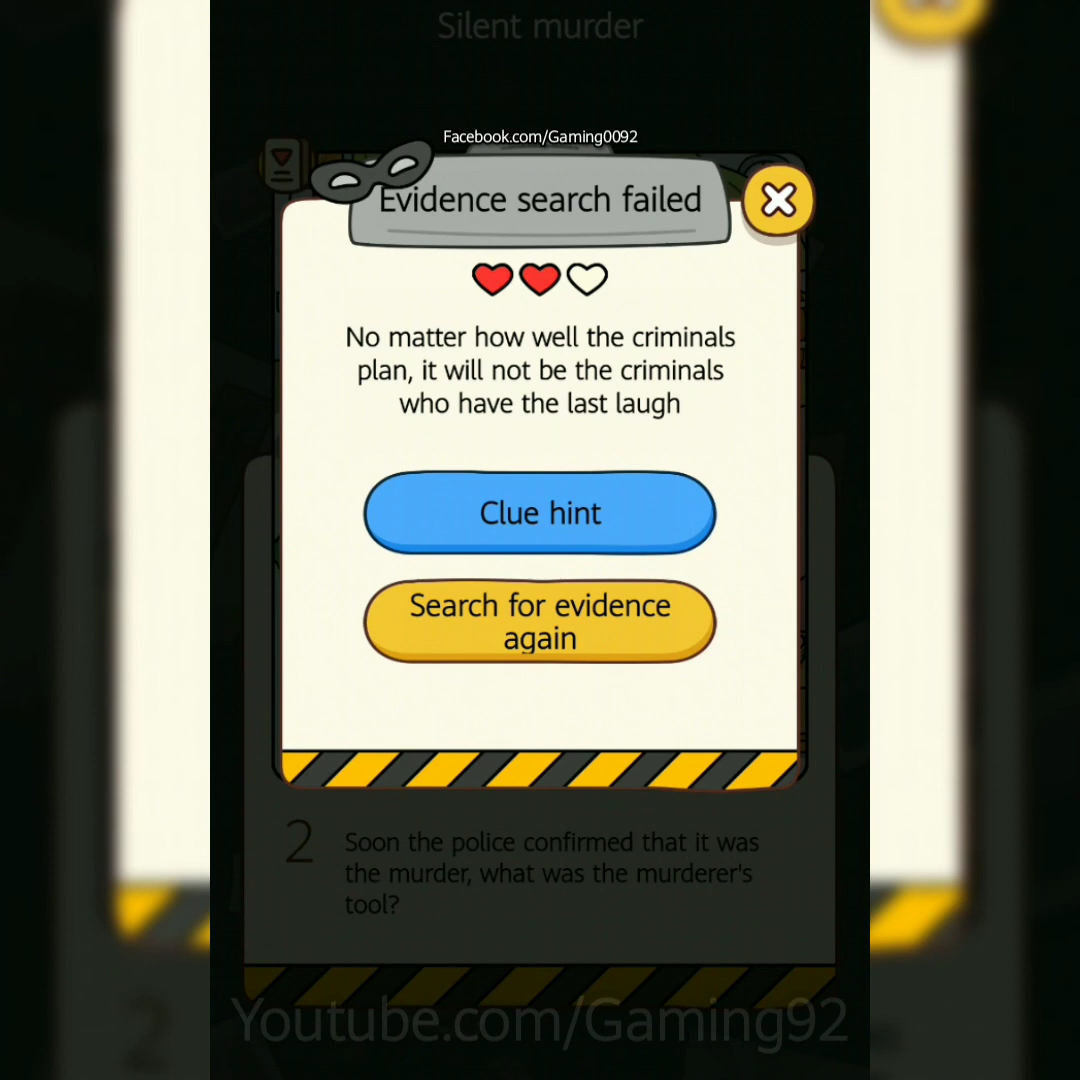 Silent murder
Facebook.com/Gaming0092
Evidence search failed
No matter how well the criminals
plan, it will not be the criminals
who have the last laugh
Clue hint
Search for evidence
again
2
Soon the police confirmed that it was
the murder, what was the murderer's
tool?
Youtube.com/Gaming92